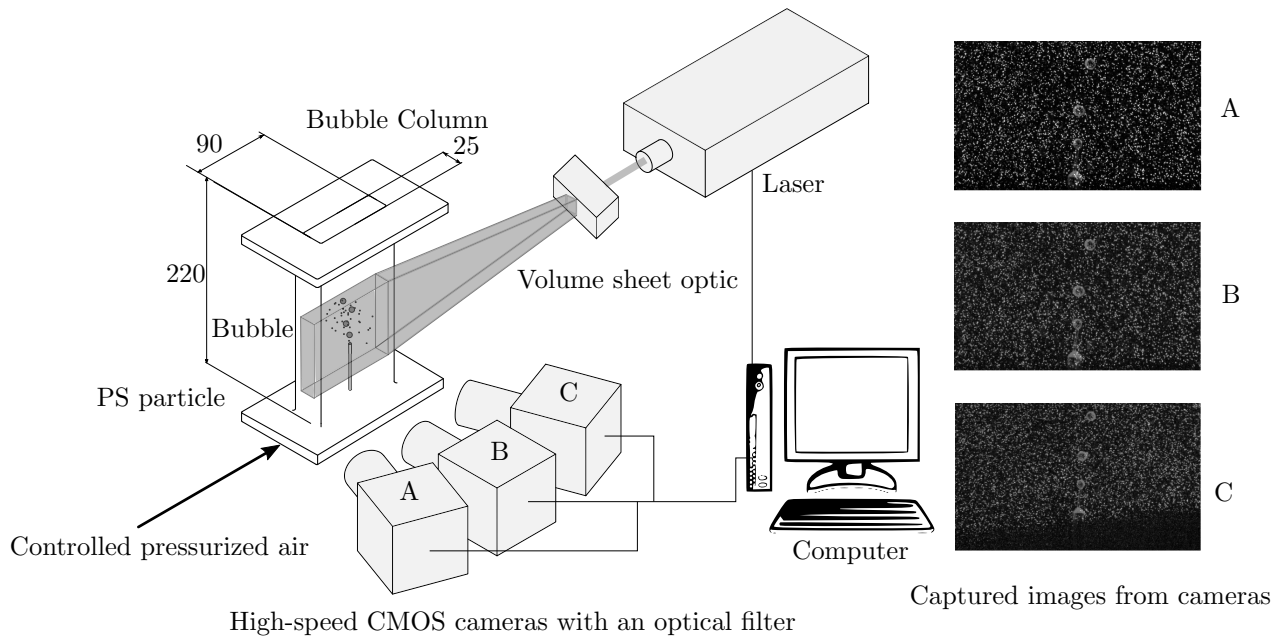 Bubble Column
90
25
A
Laser
220
Volume sheet optic
Bubble
B
PS particle
C
B
A
C
Controlled pressurized air
Computer
Captured images from cameras
High-speed CMOS cameras with an optical filter